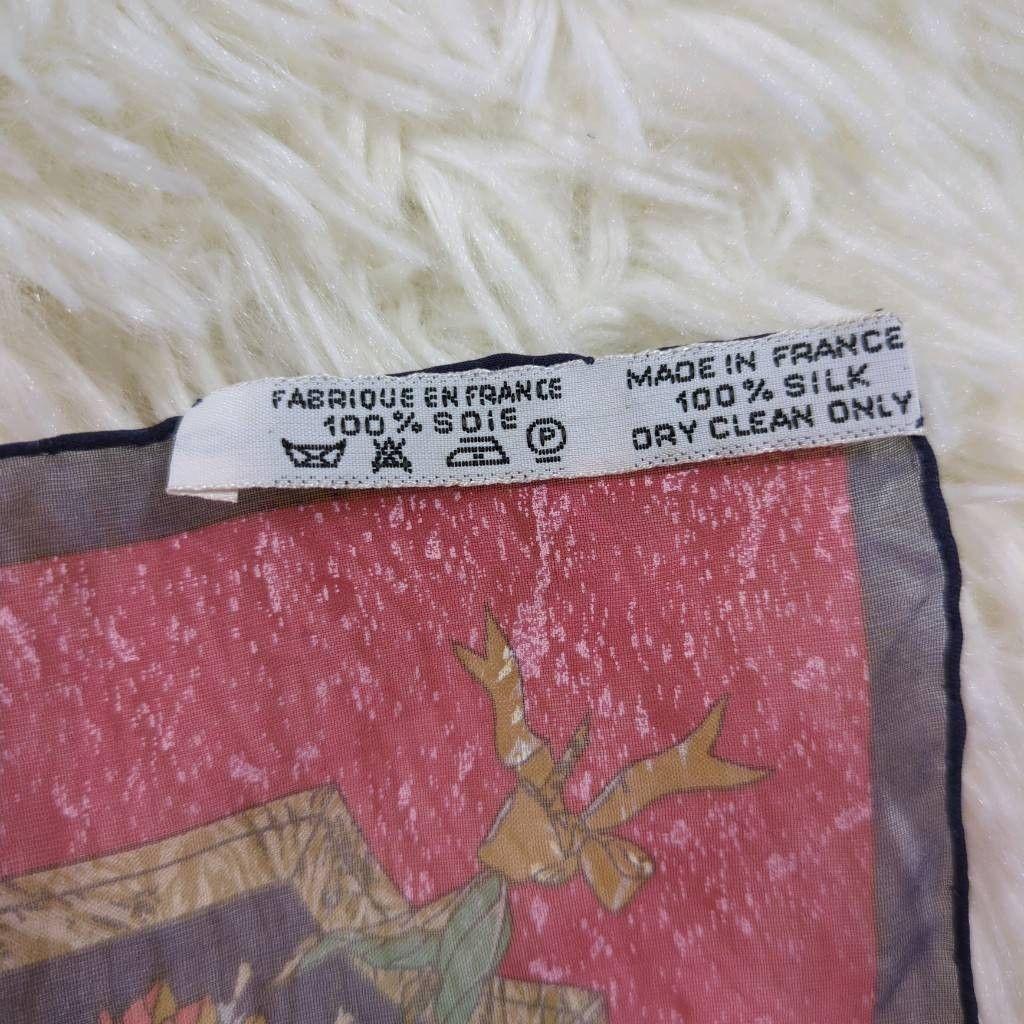 FABRIQUE EN FRANCE
100% SOIE
P
MADE IN FRANCE
100% SILK
DRY CLEAN ONLY